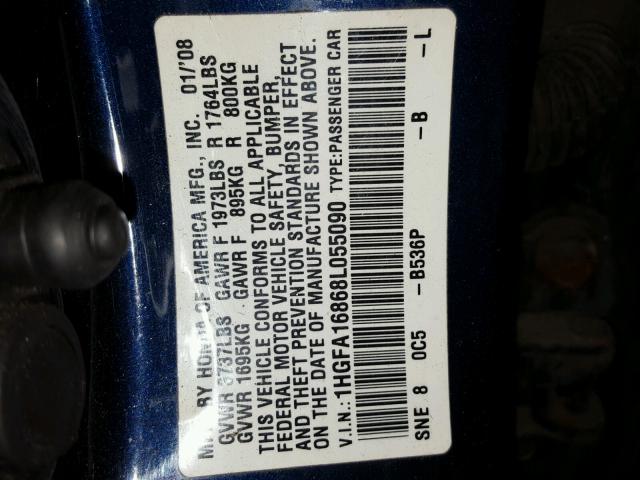 BY HONDA OF AMERICA MFG., INC. 01/'08
GVWR 3737LBS GAWR F 1973LBS R 1764LBS
GVWR 1695KG GAWR F 895KG R 800KG
THIS VEHICLE CONFORMS TO ALL APPLICABLE
FEDERAL MOTOR VEHICLE SAFETY, BUMPER,
AND THEFT PREVENTION STANDARDS IN EFFECT
ON THE DATE OF MANUFACTURE SHOWN ABOVE.
V.I.N.: 1HGFA16868L055090 TYPE:PASSENGER CAR
SNE 8 0C5 -B536P -B -L